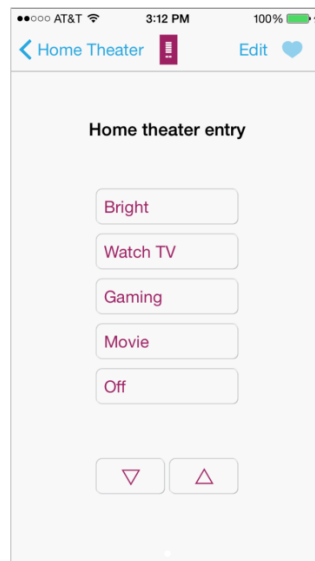 AT&T 3:12 PM 100%
Home Theater Edit
Home theater entry
Bright
Watch TV
Gaming
Movie
Off